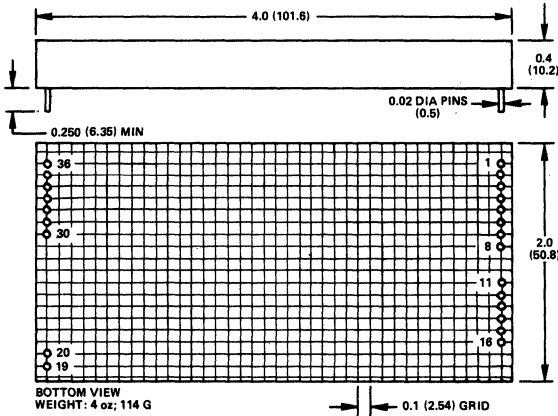 4.0 (101.6)
0.4
(10.2)
0.02 DIA PINS
(0.5)
0.250 (6.35) MIN
36
1
30
8
2.0
(50.8)
11
16
20
19
BOTTOM VIEW
WEIGHT: 4 oz; 114 G
0.1 (2.54) GRID